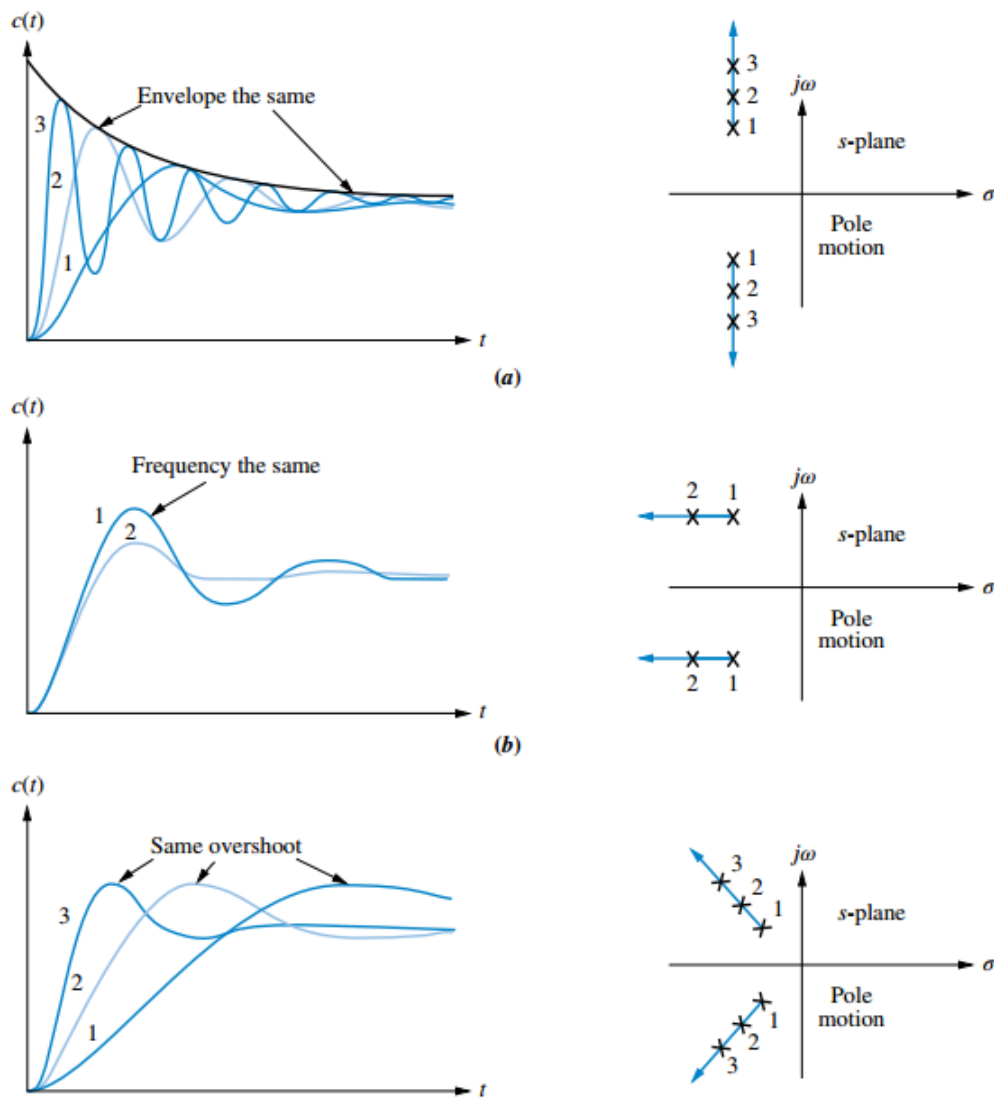 c(t)
Envelope the same
3
2
1
t
3
2
1
jω
s-plane
σ
Pole
motion
1
2
3
(a)
c(t)
Frequency the same
1
2
t
2 1
jω
s-plane
σ
Pole
motion
2 1
(b)
c(t)
Same overshoot
3
2
1
t
3
2
1
jω
s-plane
σ
Pole
motion
1
2
3